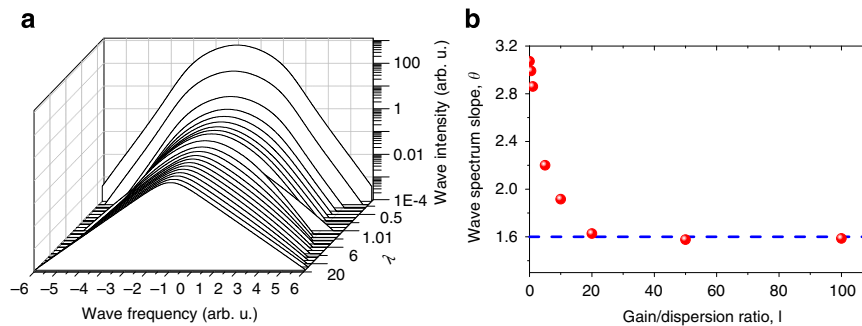 a
100
1
0.01
1E-4
Wave intensity (arb. u.)
0.5
1.01
6
20
λ
–6 –5 –4 –3 –2 –1 0 1 2 3 4 5 6
Wave frequency (arb. u.)
b
3.2
2.8
2.4
2.0
1.6
Wave spectrum slope, θ
0 20 40 60 80 100
Gain/dispersion ratio, l